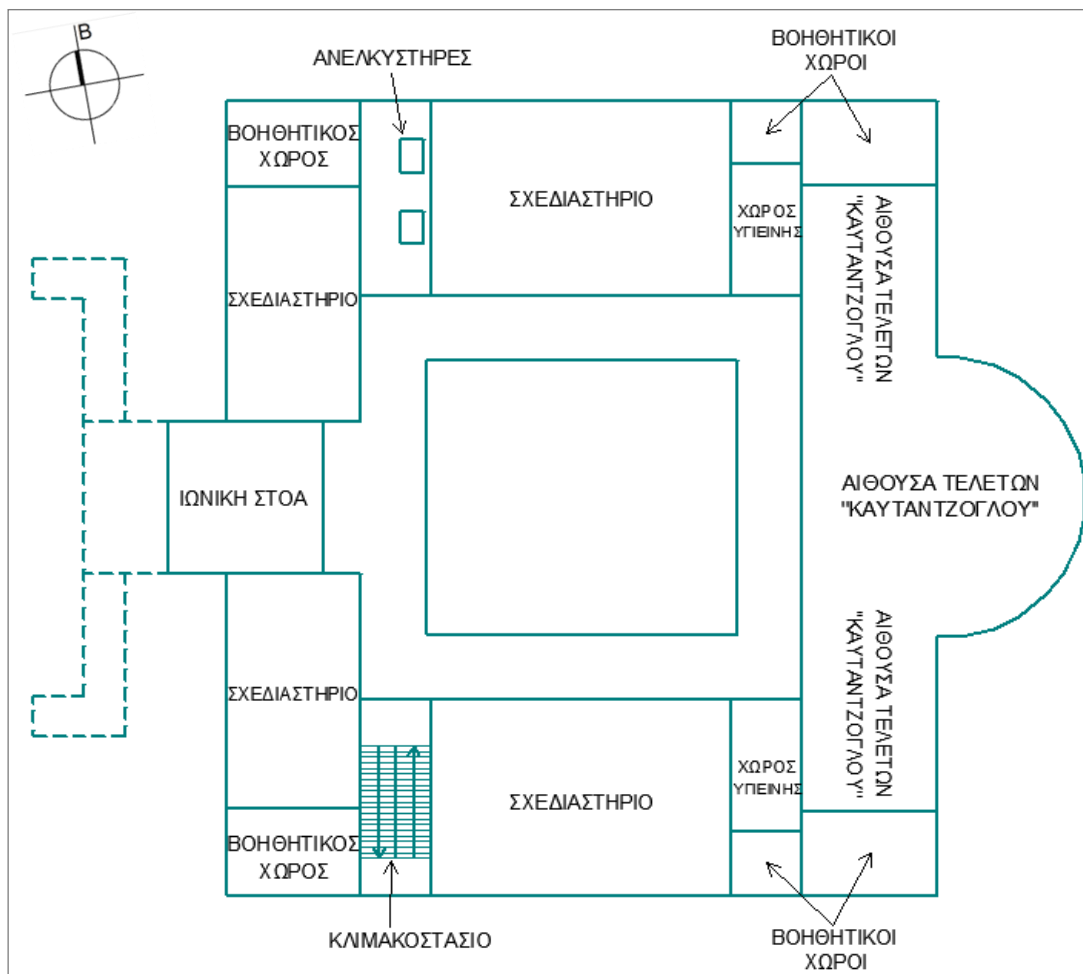 Β
ΑΝΕΛΚΥΣΤΗΡΕΣ
ΒΟΗΘΗΤΙΚΟΙ
ΧΩΡΟΙ
ΒΟΗΘΗΤΙΚΟΣ
ΧΩΡΟΣ
ΣΧΕΔΙΑΣΤΗΡΙΟ
ΧΩΡΟΣ
ΥΓΙΕΙΝΗΣ
ΑΙΘΟΥΣΑ ΤΕΛΕΤΩΝ
"ΚΑΥΤΑΝΤΖΟΓΛΟΥ"
ΣΧΕΔΙΑΣΤΗΡΙΟ
ΙΩΝΙΚΗ ΣΤΟΑ
ΑΙΘΟΥΣΑ ΤΕΛΕΤΩΝ
"ΚΑΥΤΑΝΤΖΟΓΛΟΥ"
ΣΧΕΔΙΑΣΤΗΡΙΟ
ΑΙΘΟΥΣΑ ΤΕΛΕΤΩΝ
"ΚΑΥΤΑΝΤΖΟΓΛΟΥ"
ΧΩΡΟΣ
ΥΓΙΕΙΝΗΣ
ΣΧΕΔΙΑΣΤΗΡΙΟ
ΒΟΗΘΗΤΙΚΟΣ
ΧΩΡΟΣ
ΚΛΙΜΑΚΟΣΤΑΣΙΟ
ΒΟΗΘΗΤΙΚΟΙ
ΧΩΡΟΙ